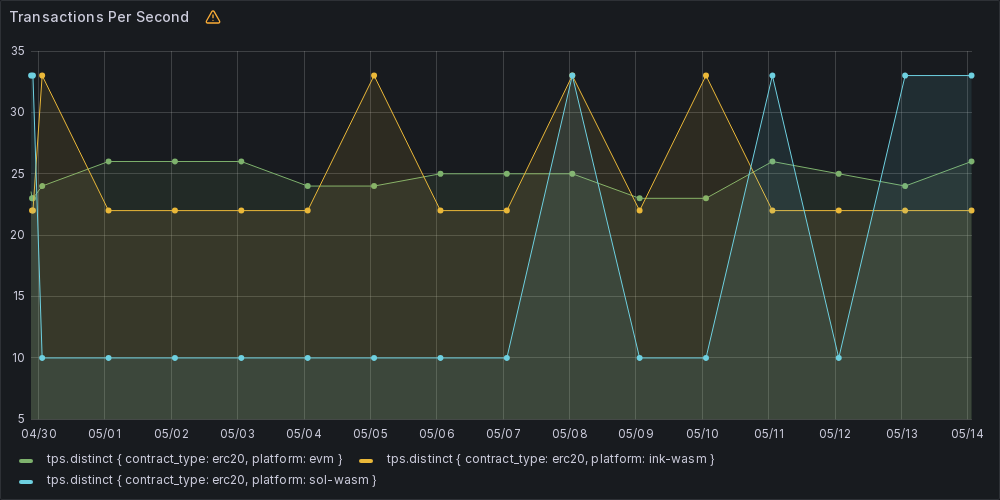 Transactions Per Second
35
30
25
20
15
10
5
04/30 05/01 05/02 05/03 05/04 05/05 05/06 05/07 05/08 05/09 05/10 05/11 05/12 05/13 05/14
tps.distinct { contract_type: erc20, platform: evm } tps.distinct { contract_type: erc20, platform: ink-wasm }
tps.distinct { contract_type: erc20, platform: sol-wasm }